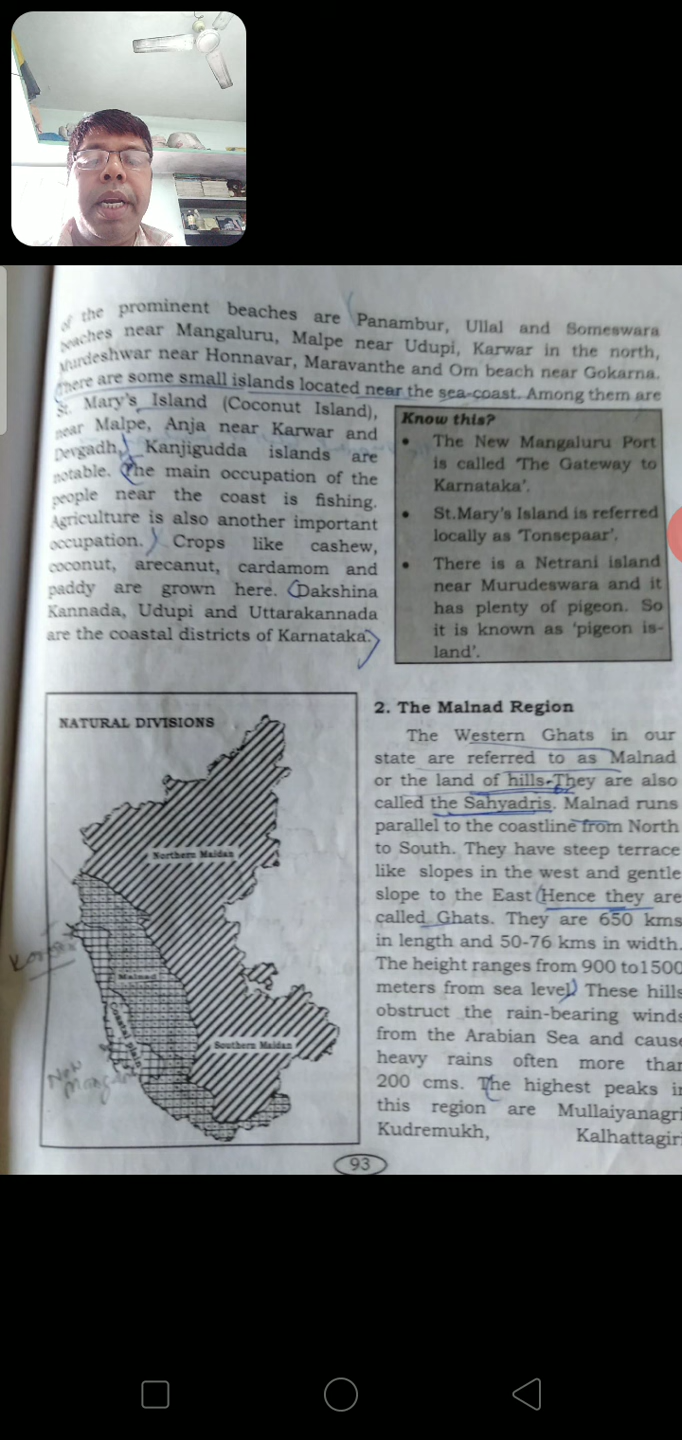 of the prominent beaches are Panambur, Ullal and Someswara
beaches near Mangaluru, Malpe near Udupi, Karwar in the north,
Murdeshwar near Honnavar, Maravanthe and Om beach near Gokarna.
There are some small islands located near the sea-coast. Among them are
St. Mary's Island (Coconut Island),
near Malpe, Anja near Karwar and
Devgadh, Kanjigudda islands are
notable. The main occupation of the
people near the coast is fishing.
Agriculture is also another important
occupation. Crops like cashew,
coconut, arecanut, cardamom and
paddy are grown here. Dakshina
Kannada, Udupi and Uttarakannada
are the coastal districts of Karnataka.
Know this?
• The New Mangaluru Port
is called 'The Gateway to
Karnataka'.
• St.Mary's Island is referred
locally as 'Tonsepaar'.
• There is a Netrani island
near Murudeswara and it
has plenty of pigeon. So
it is known as 'pigeon is-
land'.
NATURAL DIVISIONS
Northern Maidan
Malnad
Coastal plain
Southern Maidan
New
2. The Malnad Region
The Western Ghats in our
state are referred to as Malnad
or the land of hills. They are also
called the Sahyadris. Malnad runs
parallel to the coastline from North
to South. They have steep terrace
like slopes in the west and gentle
slope to the East Hence they are
called Ghats. They are 650 kms
in length and 50-76 kms in width.
The height ranges from 900 to1500
meters from sea level. These hills
obstruct the rain-bearing winds
from the Arabian Sea and cause
heavy rains often more than
200 cms. The highest peaks in
this region are Mullaiyanagri
Kudremukh, Kalhattagiri
93